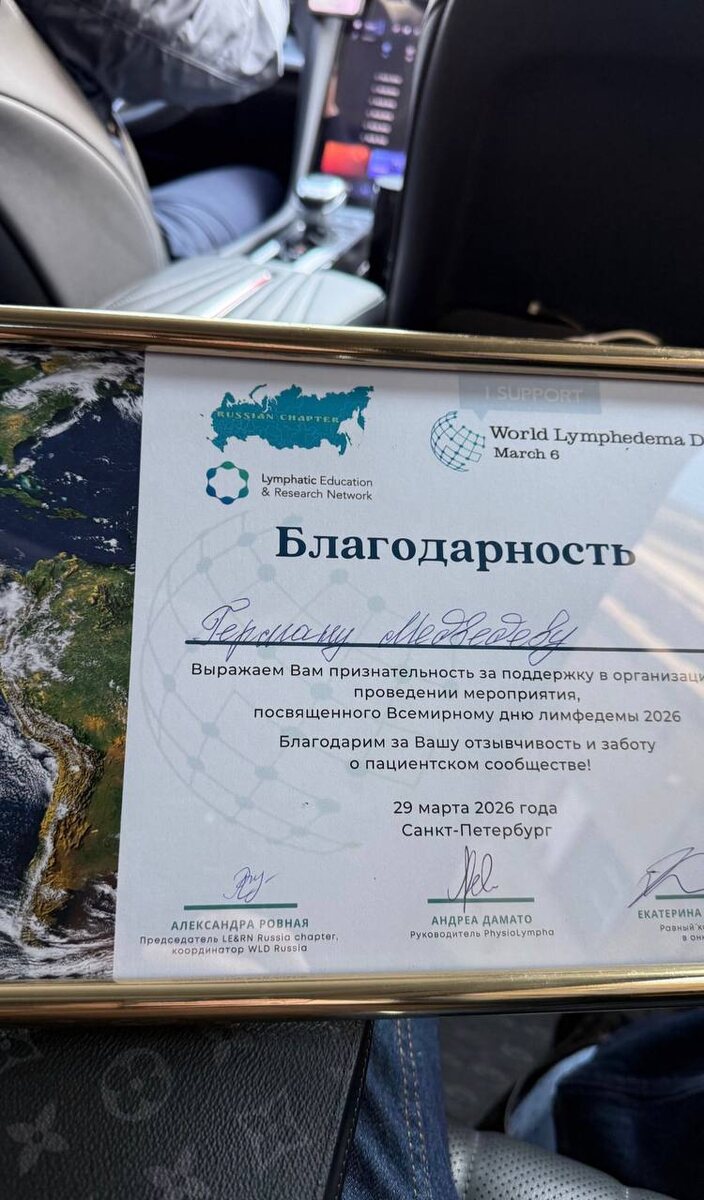 RUSSIAN CHAPTER
I SUPPORT
World Lymphedema D
March 6
Lymphatic Education
& Research Network
Благодарность
Герману Медведеву
Выражаем Вам признательность за поддержку в организаци
проведении мероприятия,
посвященного Всемирному дню лимфедемы 2026
Благодарим за Вашу отзывчивость и заботу
о пациентском сообществе!
29 марта 2026 года
Санкт-Петербург
АЛЕКСАНДРА РОВНАЯ
Председатель LE&RN Russia chapter,
координатор WLD Russia
АНДРЕА ДАМАТО
Руководитель PhysioLympha
ЕКАТЕРИНА
Равный
в он